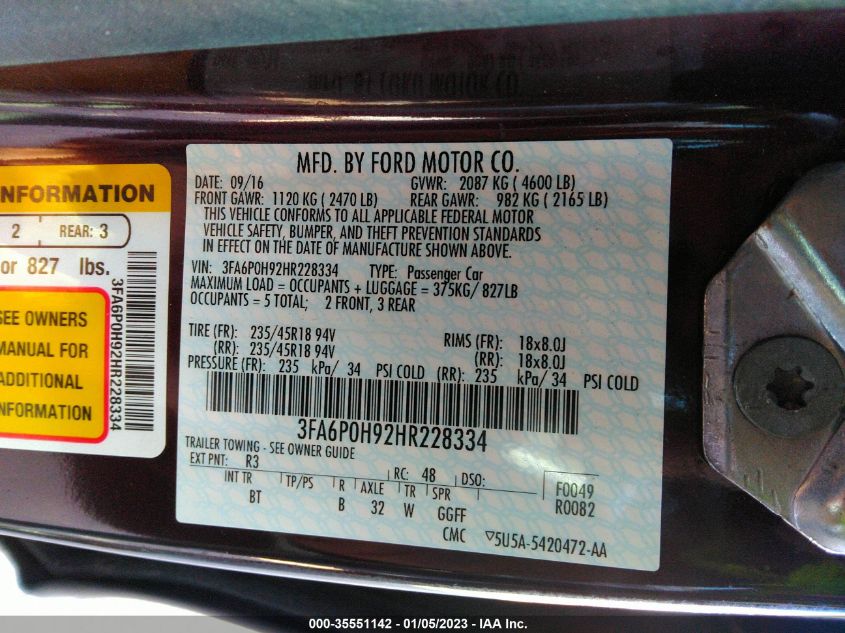 MFD. BY FORD MOTOR CO.
DATE: 09/16 GVWR: 2087 KG ( 4600 LB)
FRONT GAWR: 1120 KG ( 2470 LB) REAR GAWR: 982 KG ( 2165 LB)
THIS VEHICLE CONFORMS TO ALL APPLICABLE FEDERAL MOTOR
VEHICLE SAFETY, BUMPER, AND THEFT PREVENTION STANDARDS
IN EFFECT ON THE DATE OF MANUFACTURE SHOWN ABOVE.
VIN: 3FA6P0H92HR228334 TYPE: Passenger Car
MAXIMUM LOAD = OCCUPANTS + LUGGAGE = 375KG/ 827LB
OCCUPANTS = 5 TOTAL; 2 FRONT, 3 REAR
TIRE (FR): 235/45R18 94V RIMS (FR): 18x8.0J
(RR): 235/45R18 94V (RR): 18x8.0J
PRESSURE (FR): 235 kPa/ 34 PSI COLD (RR): 235 kPa/ 34 PSI COLD
3FA6P0H92HR228334
TRAILER TOWING - SEE OWNER GUIDE
EXT PNT: R3 RC: 48 DSO: F0049
INT TR TP/PS R AXLE TR SPR R0082
BT B 32 W GGFF
CMC ▽5U5A-5420472-AA
NFORMATION
2 REAR: 3
or 827 lbs.
3FA6P0H92HR228334
SEE OWNERS
MANUAL FOR
ADDITIONAL
INFORMATION
000-35551142 - 01/05/2023 - IAA Inc.